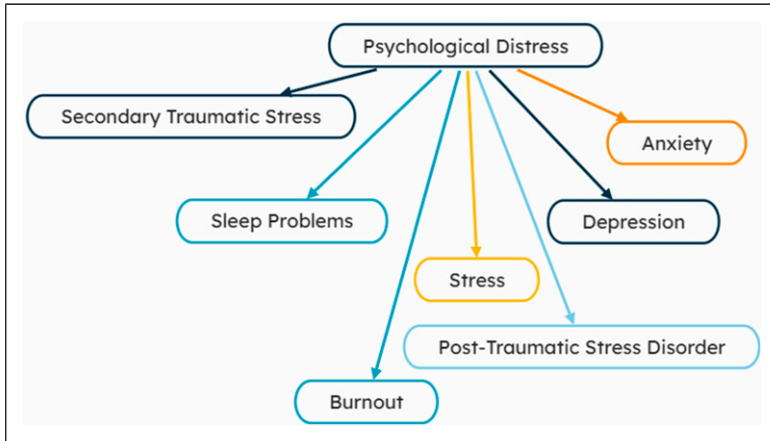 Psychological Distress
Secondary Traumatic Stress
Anxiety
Sleep Problems
Depression
Stress
Post-Traumatic Stress Disorder
Burnout